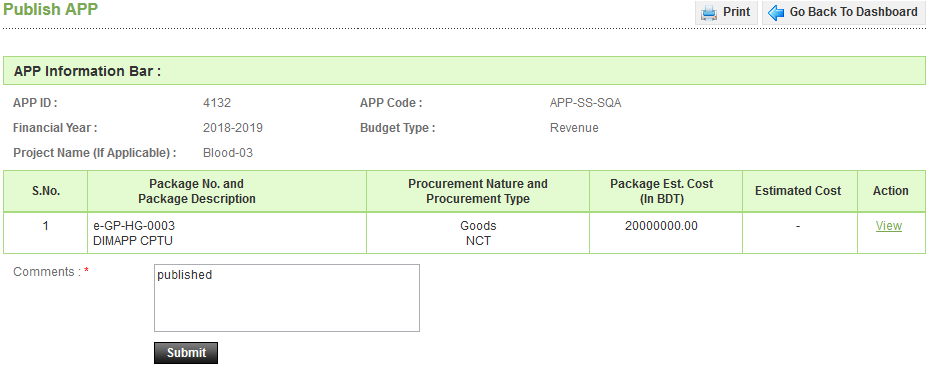 Publish APP
Print
Go Back To Dashboard
APP Information Bar :
APP ID : 4132 APP Code : APP-SS-SQA
Financial Year : 2018-2019 Budget Type : Revenue
Project Name (If Applicable) : Blood-03
S.No. Package No. and Package Description Procurement Nature and Procurement Type Package Est. Cost (In BDT) Estimated Cost Action
1 e-GP-HG-0003 Goods 20000000.00 - View
DIMAPP CPTU NCT
Comments : * published
Submit